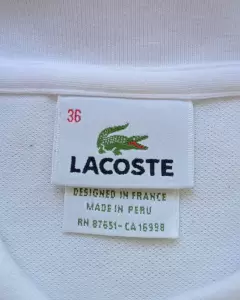 36
LACOSTE
DESIGNED IN FRANCE
MADE IN PERU
RN 87651-CA 16998